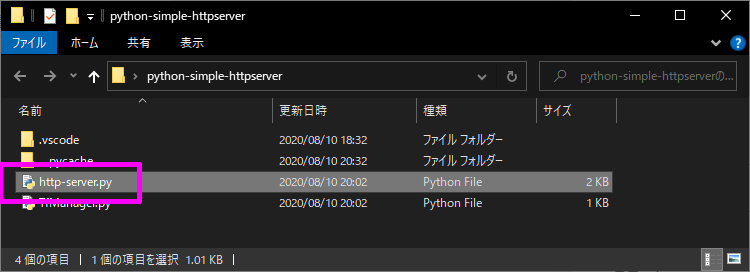 python-simple-httpserver
ファイル ホーム 共有 表示
python-simple-httpserver python-simple-httpserverの...
名前 更新日時 種類 サイズ
.vscode 2020/08/10 18:32 ファイル フォルダー
__pycache__ 2020/08/10 20:32 ファイル フォルダー
http-server.py 2020/08/10 20:02 Python File 2 KB
2020/08/10 20:02 Python File 1 KB
4 個の項目 1 個の項目を選択 1.01 KB